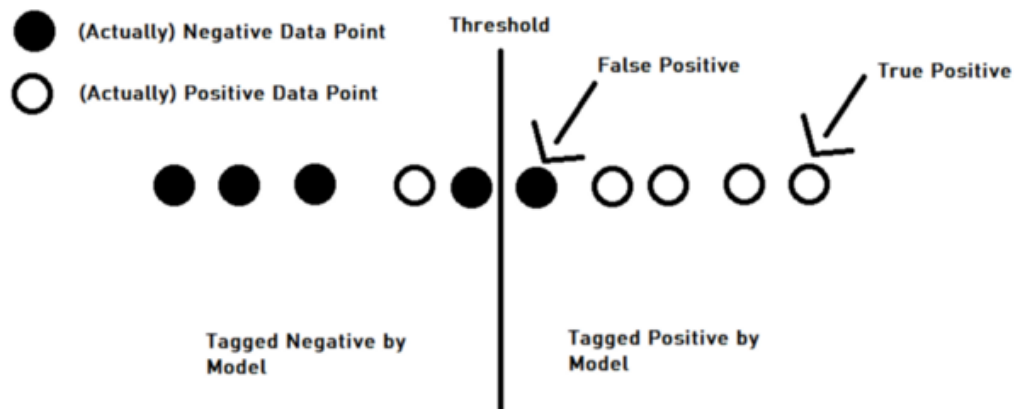 (Actually) Negative Data Point
(Actually) Positive Data Point
Threshold
False Positive
True Positive
Tagged Negative by
Model
Tagged Positive by
Model